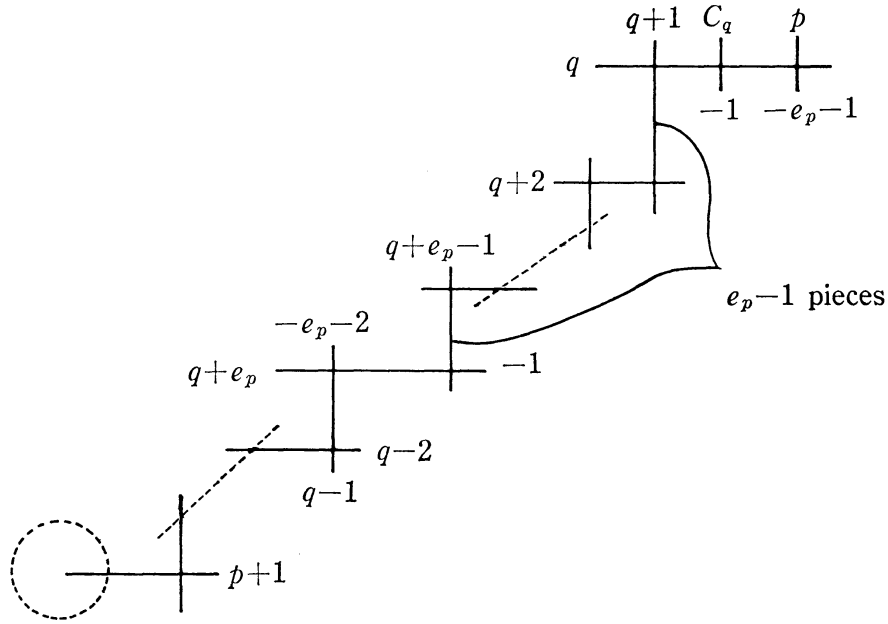 q+1 C_q p
q
−1 −e_p−1
q+2
q+e_p−1
e_p−1 pieces
−e_p−2
q+e_p −1
q−2
q−1
p+1